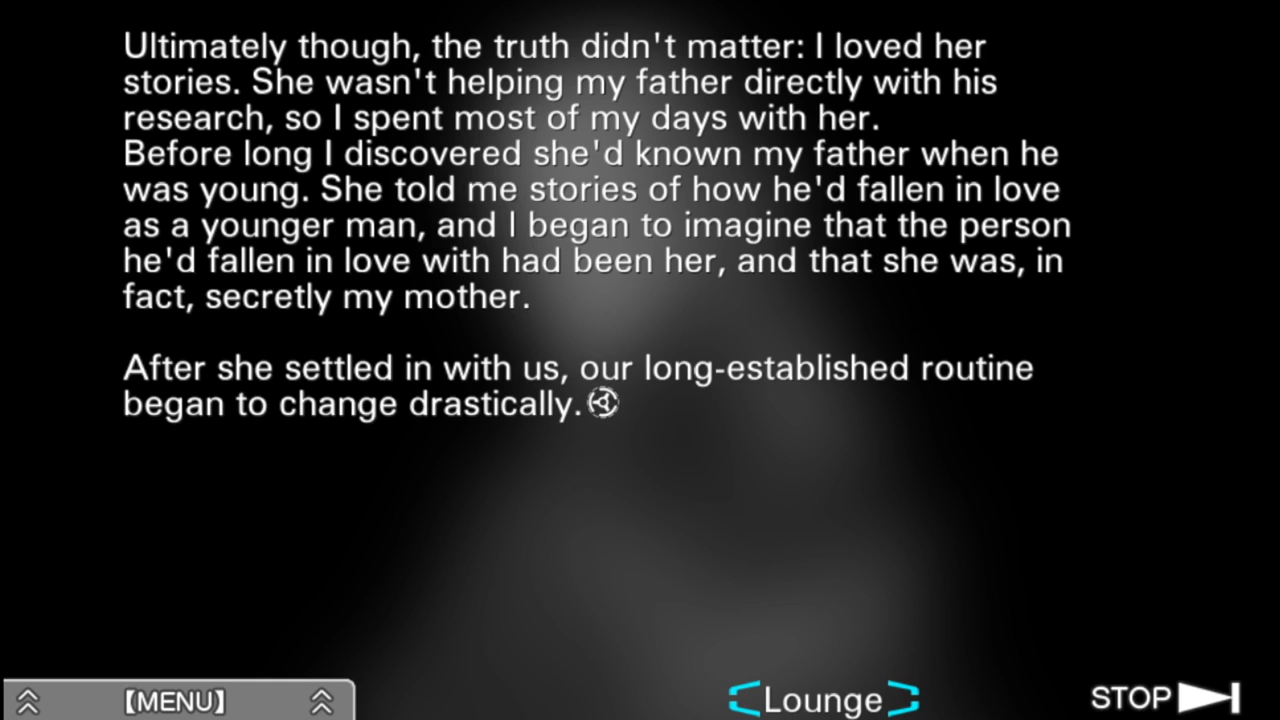 Ultimately though, the truth didn't matter: I loved her
stories. She wasn't helping my father directly with his
research, so I spent most of my days with her.
Before long I discovered she'd known my father when he
was young. She told me stories of how he'd fallen in love
as a younger man, and I began to imagine that the person
he'd fallen in love with had been her, and that she was, in
fact, secretly my mother.
After she settled in with us, our long-established routine
began to change drastically.
【MENU】
Lounge
STOP